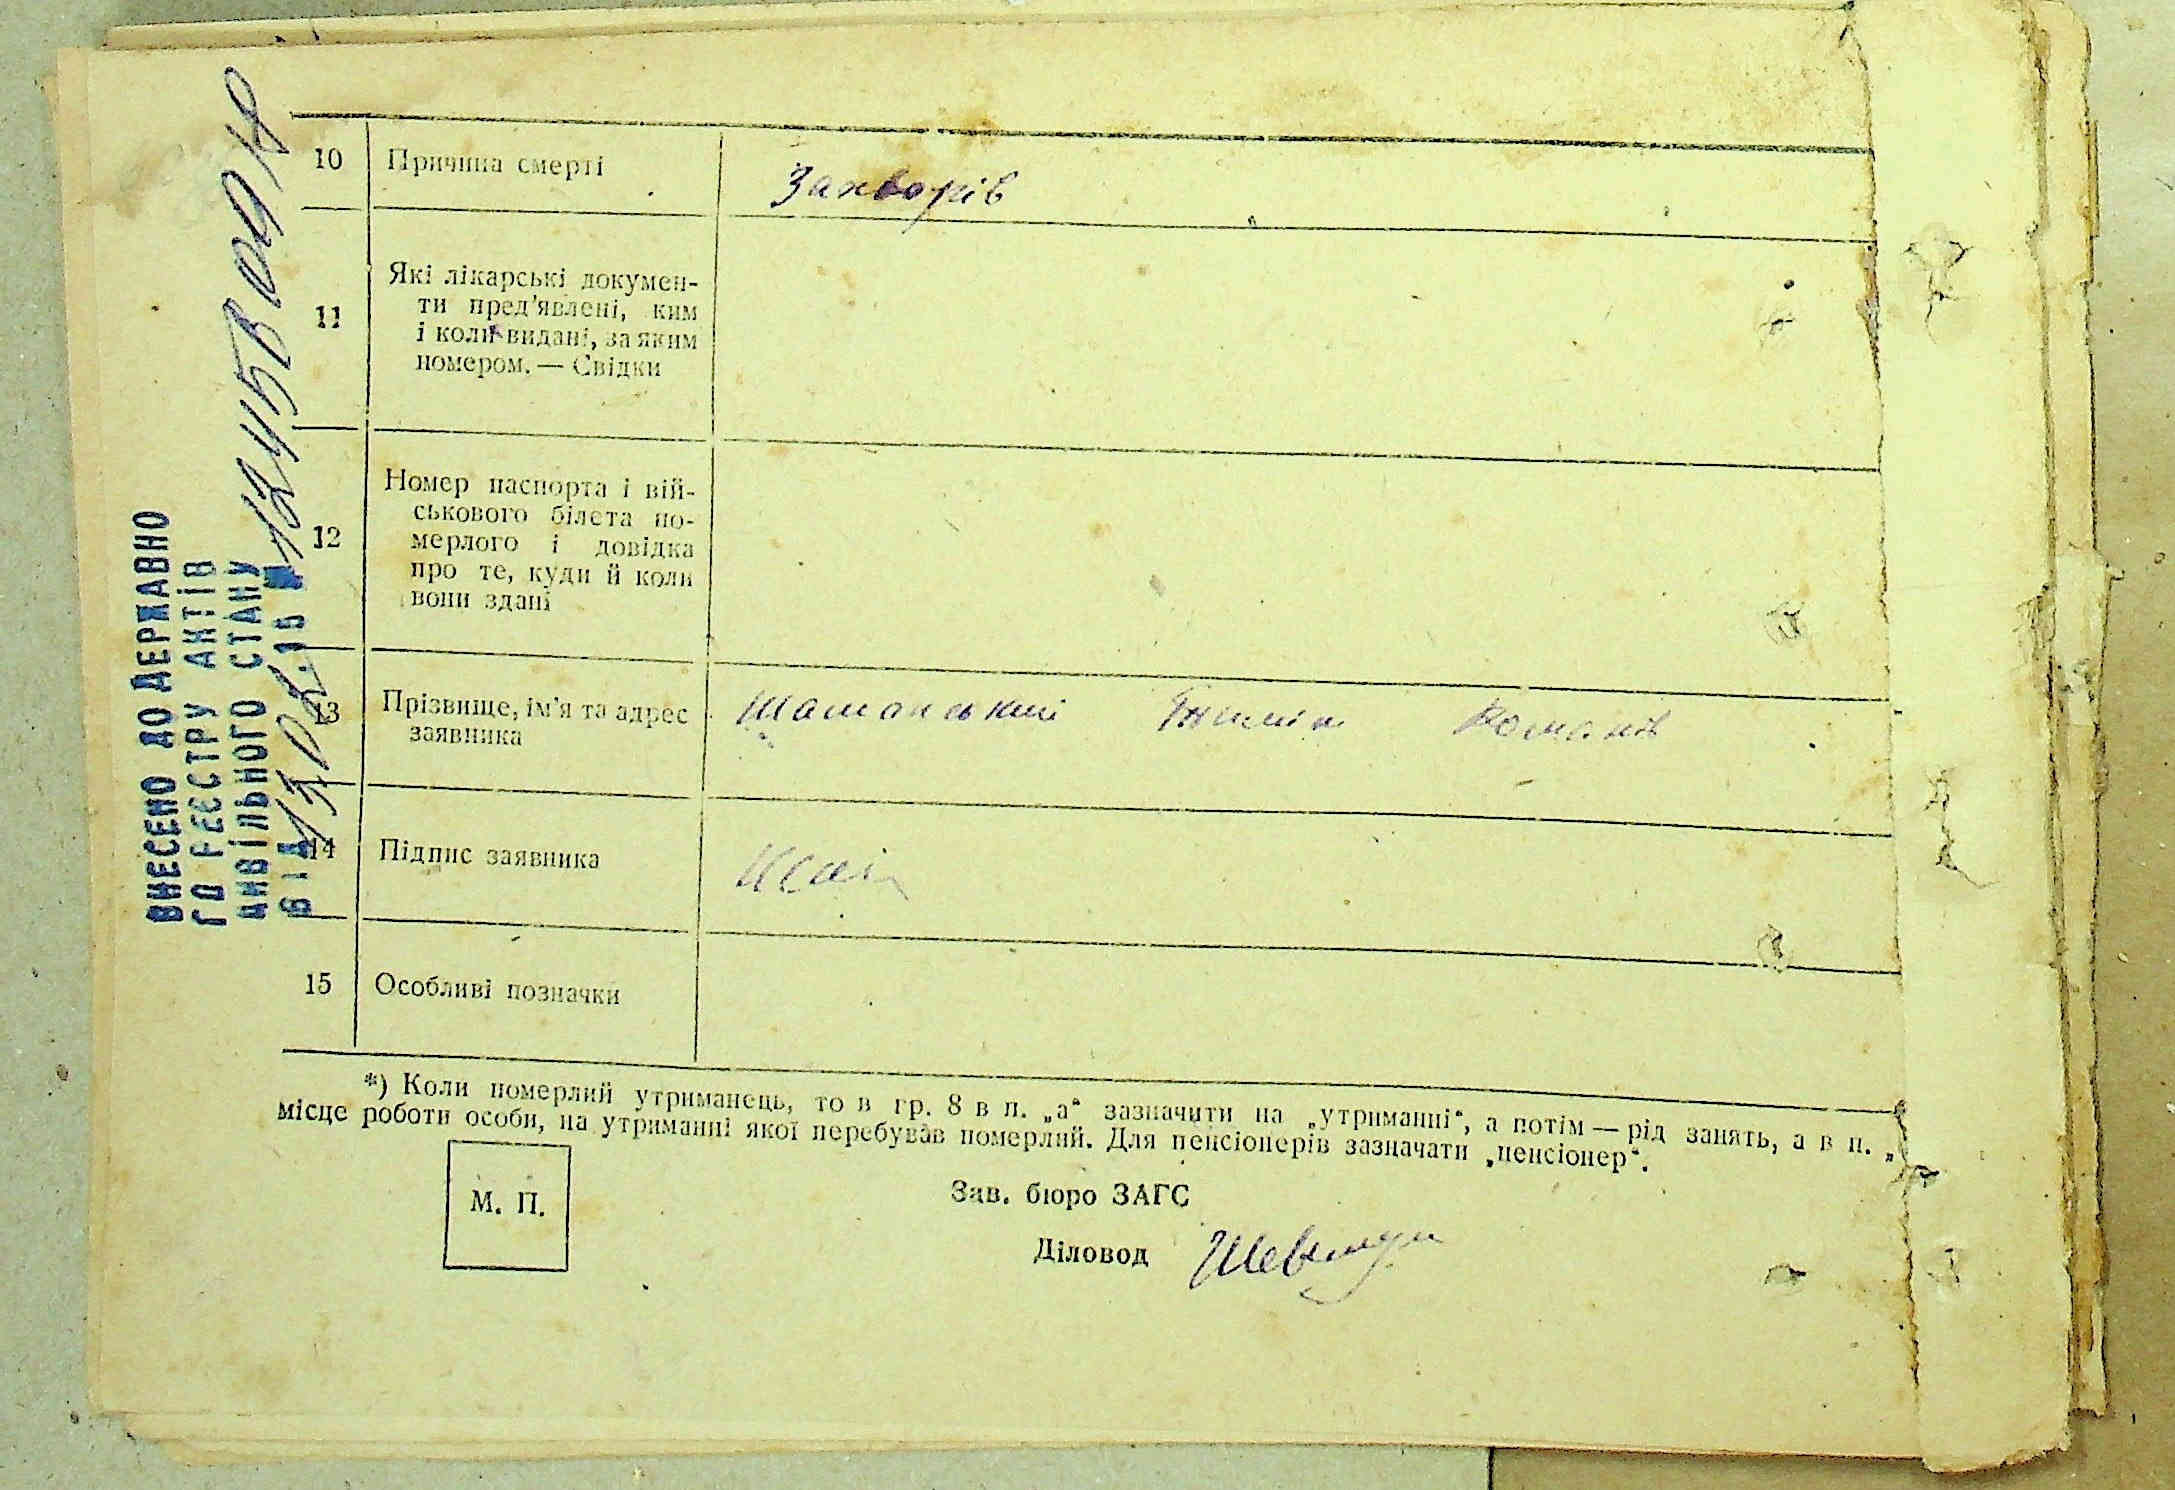 10 Причина смерті Захворів
11 Які лікарські докумен-
ти пред'явлені, ким
і коли видані, за яким
номером. — Свідки
12 Номер паспорта і вій-
ськового білета по-
мерлого і довідка
про те, куди й коли
вони здані
13 Прізвище, ім'я та адрес Романів
заявника
14 Підпис заявника
15 Особливі позначки
*) Коли померлий утриманець, то в гр. 8 в п. „а“ зазначити на „утриманні“, а потім — рід занять, а в п. „
місце роботи особи, на утриманні якої перебував померлий. Для пенсіонерів зазначати „пенсіонер“.
М. П.
Зав. бюро ЗАГС
Діловод
ВНЕСЕНО ДО ДЕРЖАВНО
ГО РЕЄСТРУ АКТІВ
ЦИВІЛЬНОГО СТАНУ
ВІД